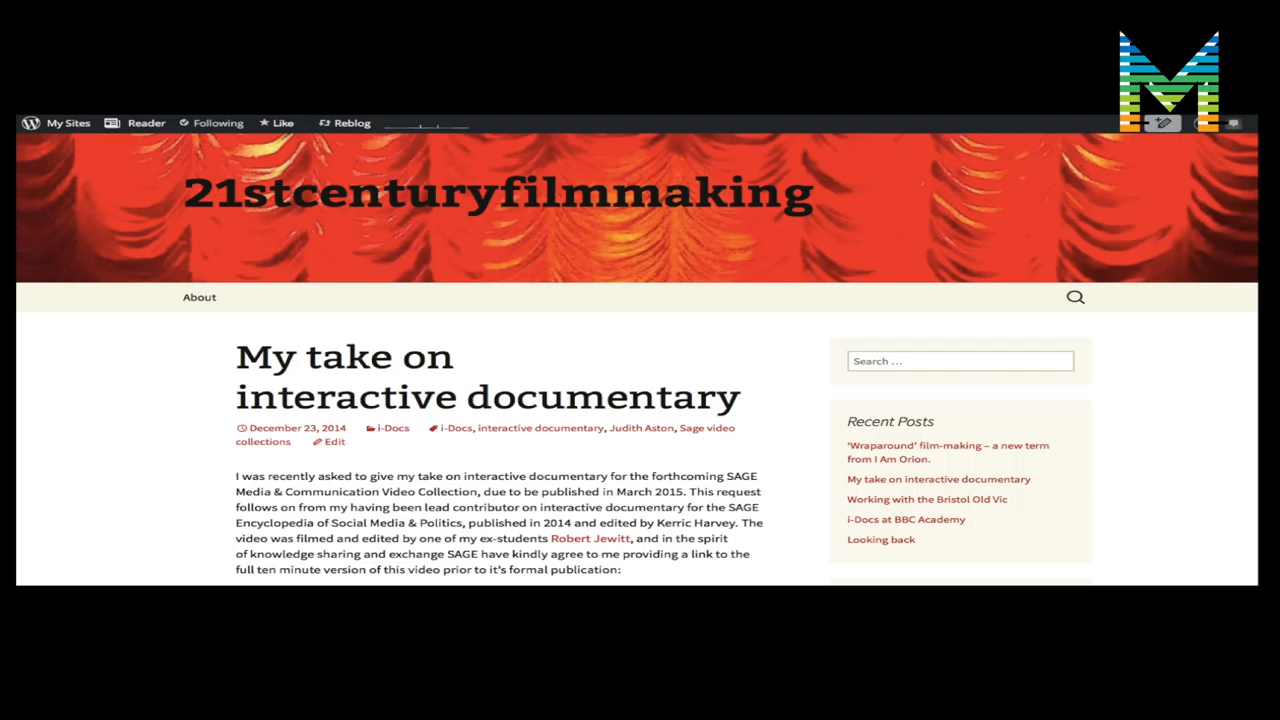 My Sites Reader Following Like Reblog
21stcenturyfilmmaking
About
My take on
interactive documentary
December 23, 2014 i-Docs i-Docs, interactive documentary, Judith Aston, Sage video
collections Edit
I was recently asked to give my take on interactive documentary for the forthcoming SAGE
Media & Communication Video Collection, due to be published in March 2015. This request
follows on from my having been lead contributor on interactive documentary for the SAGE
Encyclopedia of Social Media & Politics, published in 2014 and edited by Kerric Harvey. The
video was filmed and edited by one of my ex-students Robert Jewitt, and in the spirit
of knowledge sharing and exchange SAGE have kindly agree to me providing a link to the
full ten minute version of this video prior to it's formal publication:
Search …
Recent Posts
'Wraparound' film-making – a new term
from I Am Orion.
My take on interactive documentary
Working with the Bristol Old Vic
i-Docs at BBC Academy
Looking back
M